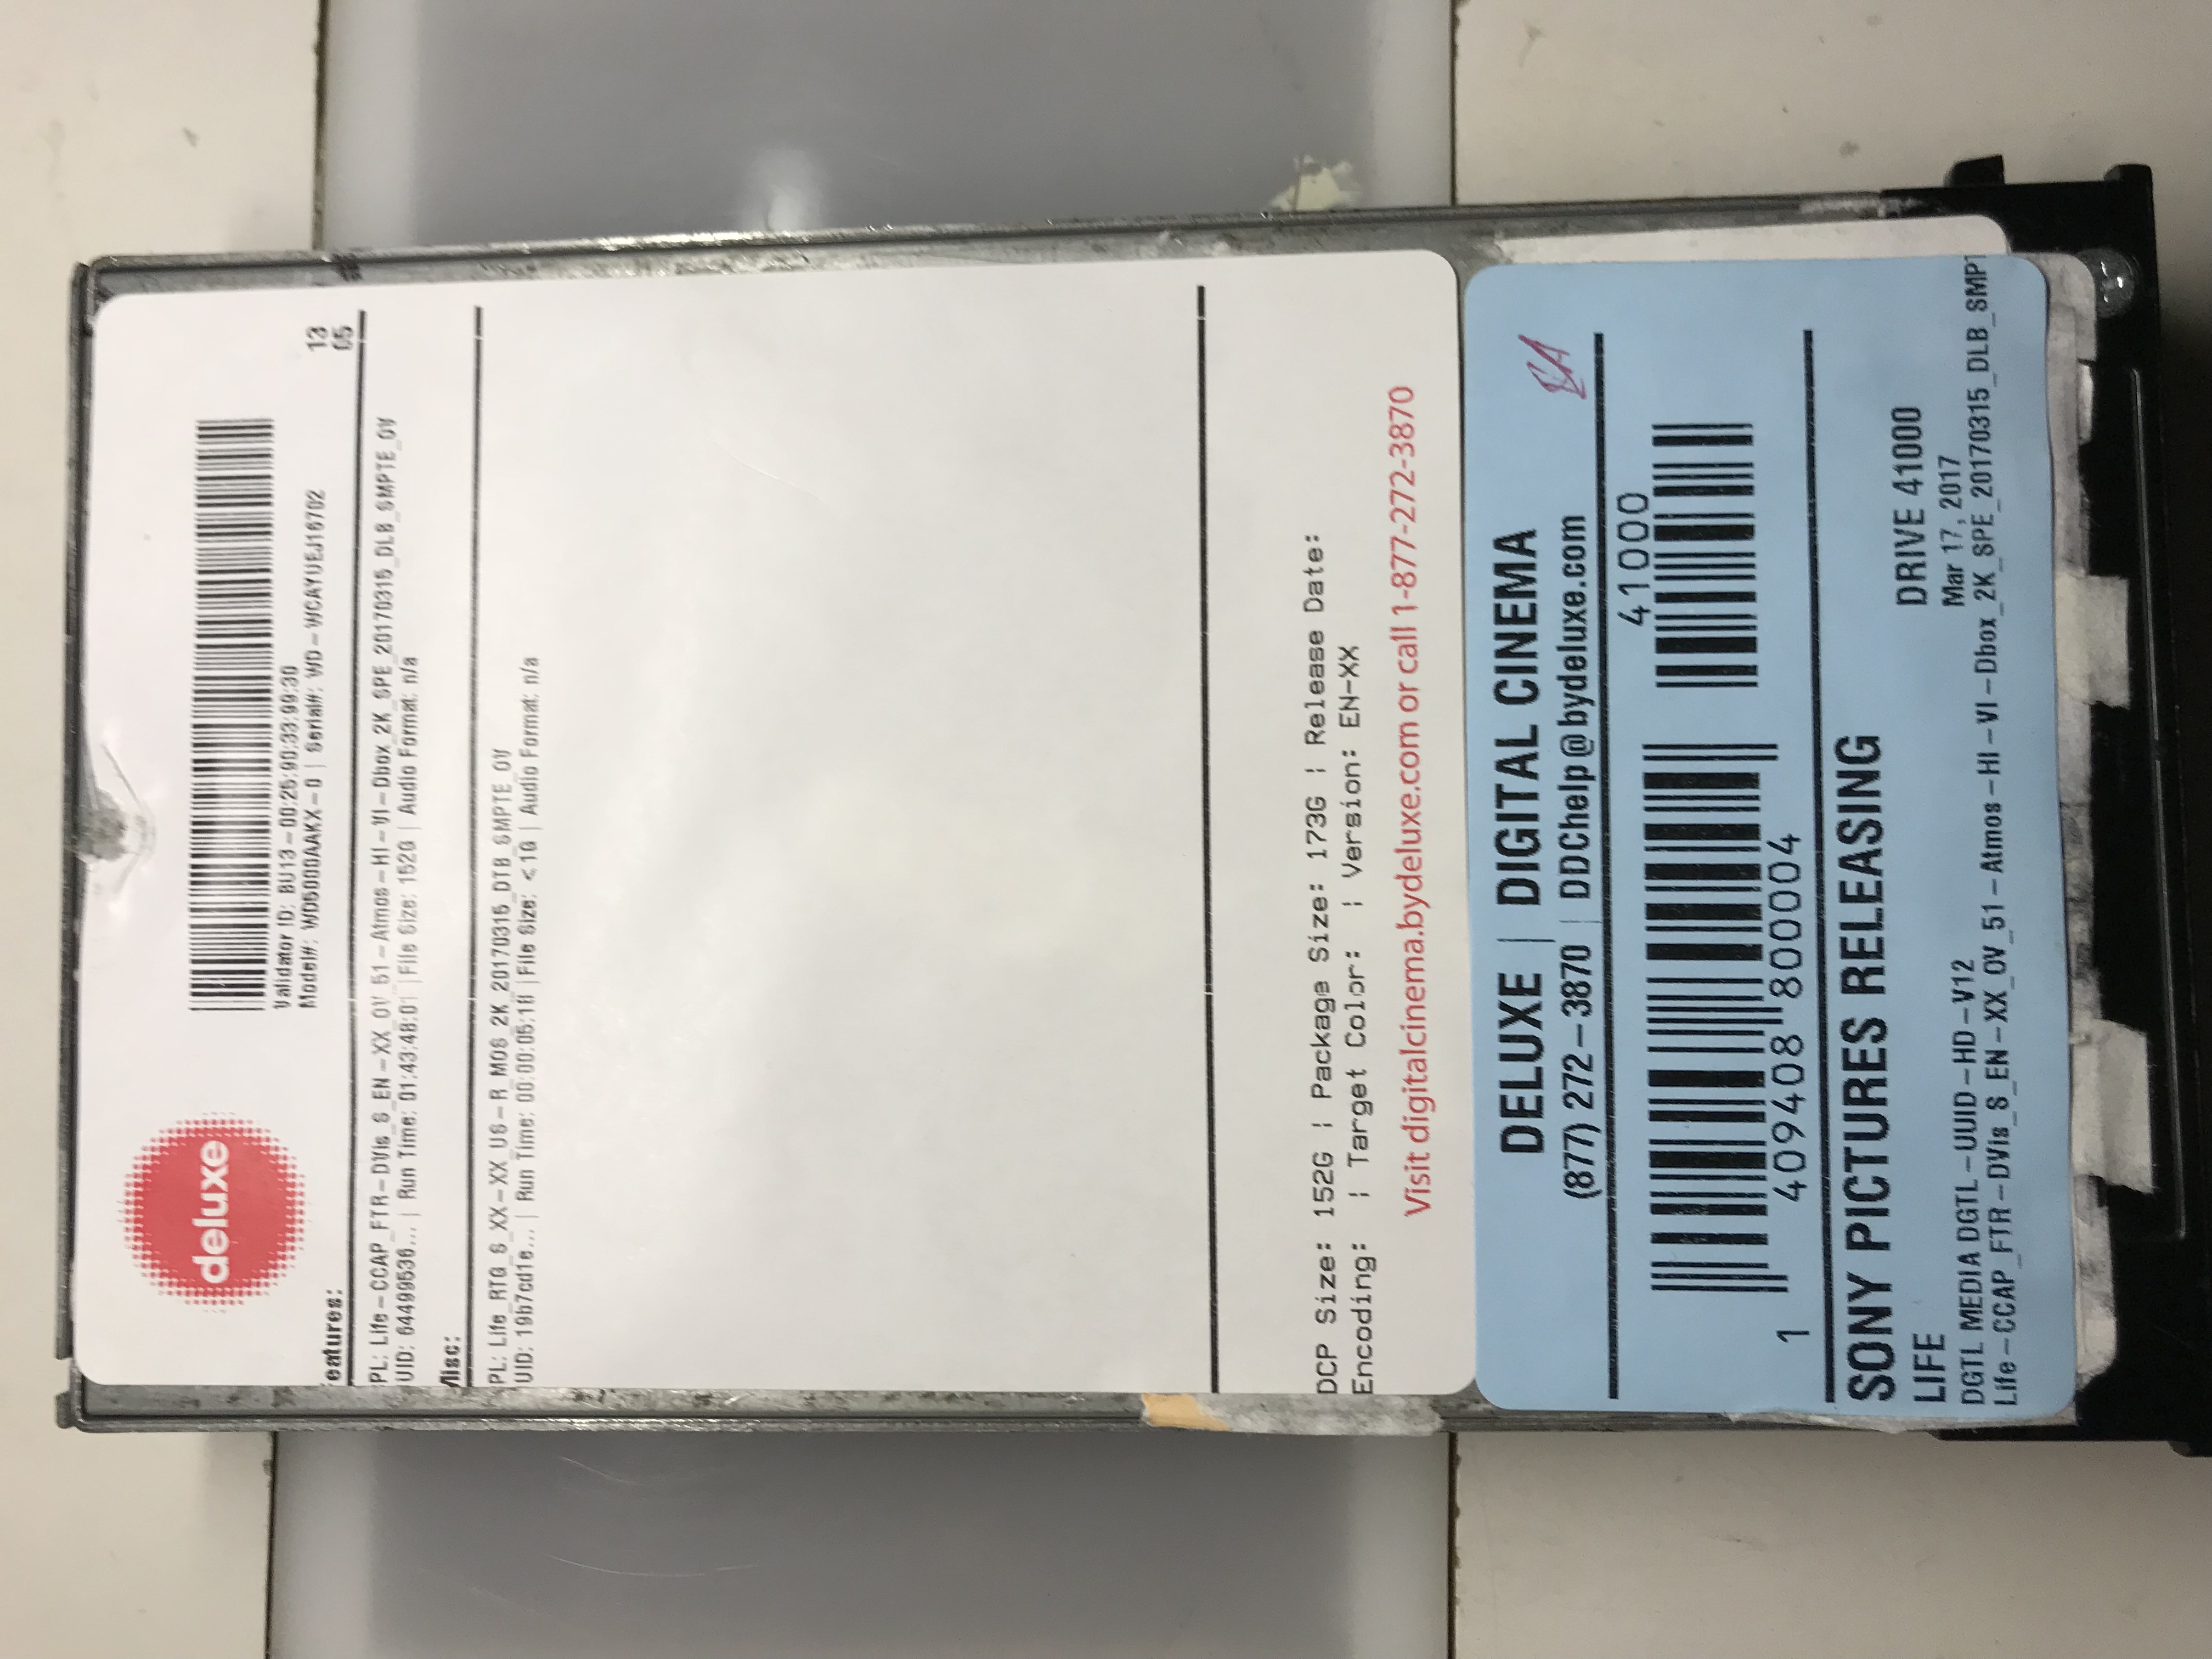 deluxe
Validator ID: BU13-00:25:90:33:99:30
Model#: WD5000AAKX-0 | Serial#: WD-WCAYUEJ16702
13
05
eatures:
PL: Life-CCAP_FTR-DVis_S_EN-XX_OV_51-Atmos-HI-VI-Dbox_2K_SPE_20170315_DLB_SMPTE_OV
UID: 64499536... | Run Time: 01:43:48:01 | File Size: 152G | Audio Format: n/a
Misc:
PL: Life_RTG_S_XX-XX_US-R_MOS_2K_20170315_DTB_SMPTE_OV
UID: 19b7cd1e... | Run Time: 00:00:05:18 | File Size: <1G | Audio Format: n/a
DCP Size: 152G | Package Size: 173G | Release Date:
Encoding: | Target Color: | Version: EN-XX
Visit digitalcinema.bydeluxe.com or call 1-877-272-3870
DELUXE | DIGITAL CINEMA
(877) 272-3870 | DDChelp@bydeluxe.com
41000
1 409408 800004
SONY PICTURES RELEASING
LIFE
DRIVE 41000
DGTL MEDIA DGTL-UUID-HD-V12
Mar 17, 2017
Life-CCAP_FTR-DVis_S_EN-XX_OV_51-Atmos-HI-VI-Dbox_2K_SPE_20170315_DLB_SMPT